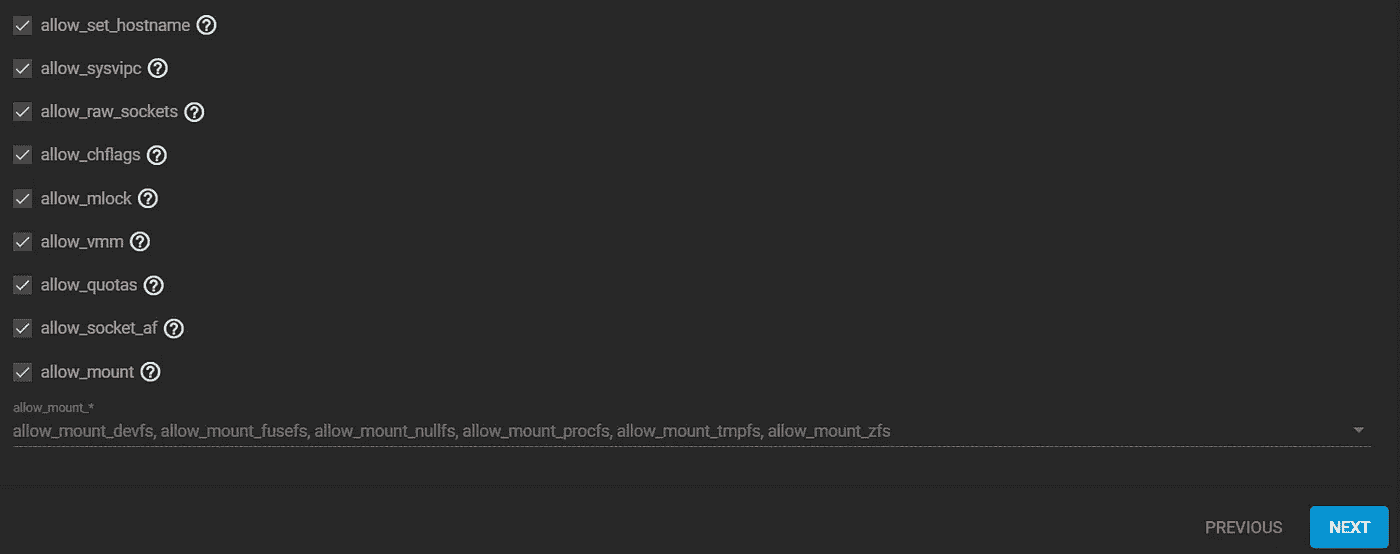 allow_set_hostname
allow_sysvipc
allow_raw_sockets
allow_chflags
allow_mlock
allow_vmm
allow_quotas
allow_socket_af
allow_mount
allow_mount_*
allow_mount_devfs, allow_mount_fusefs, allow_mount_nullfs, allow_mount_procfs, allow_mount_tmpfs, allow_mount_zfs
PREVIOUS NEXT